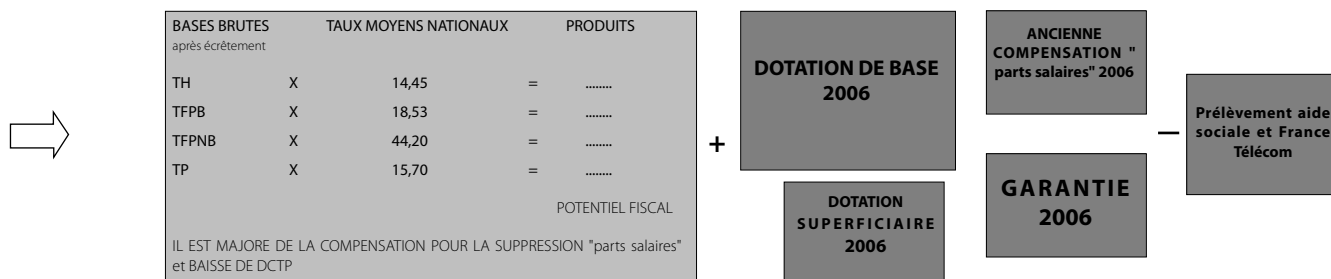 BASES BRUTES TAUX MOYENS NATIONAUX PRODUITS
après écrêtement
TH X 14,45 = ........
TFPB X 18,53 = ........
TFPNB X 44,20 = ........
TP X 15,70 = ........
POTENTIEL FISCAL
IL EST MAJORE DE LA COMPENSATION POUR LA SUPPRESSION "parts salaires"
et BAISSE DE DCTP
+
DOTATION DE BASE
2006
DOTATION
SUPERFICIAIRE
2006
ANCIENNE
COMPENSATION "
parts salaires" 2006
GARANTIE
2006
—
Prélèvement aide
sociale et France
Télécom